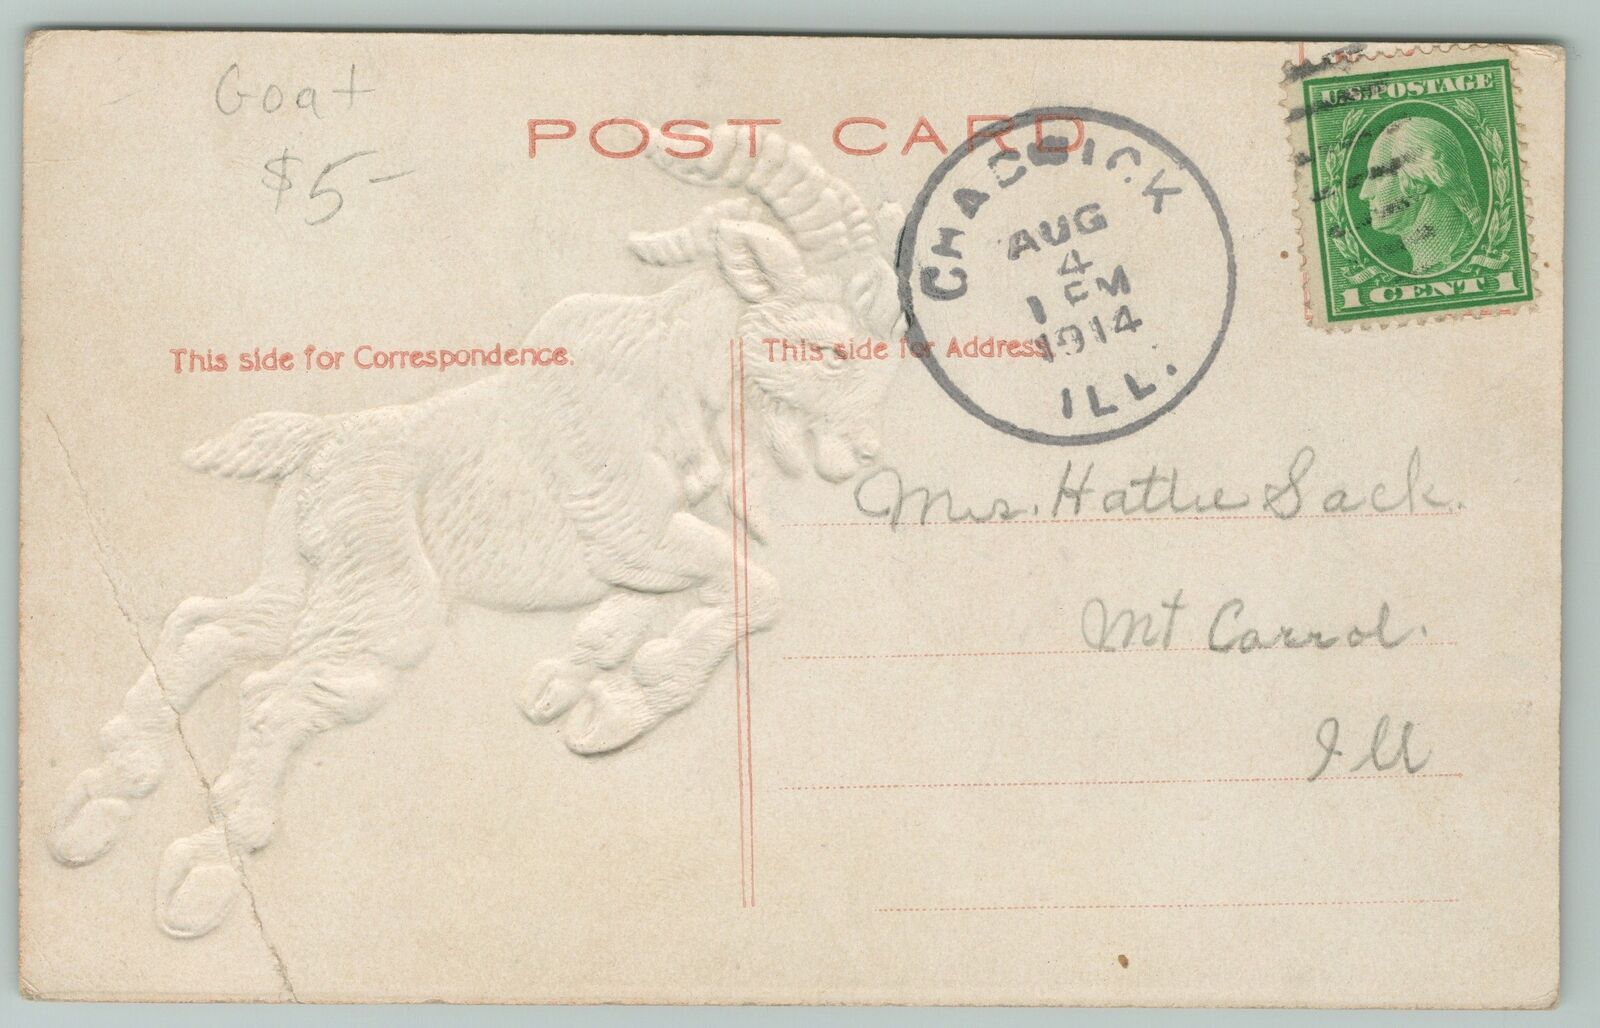 Goat
$5-
POST CARD
CHADWICK
AUG
4
1 PM
1914
ILL.
U.S. POSTAGE
1 CENT 1
This side for Correspondence.
This side for Address
Mrs. Hattie Sack.
Mt Carrol.
Ill